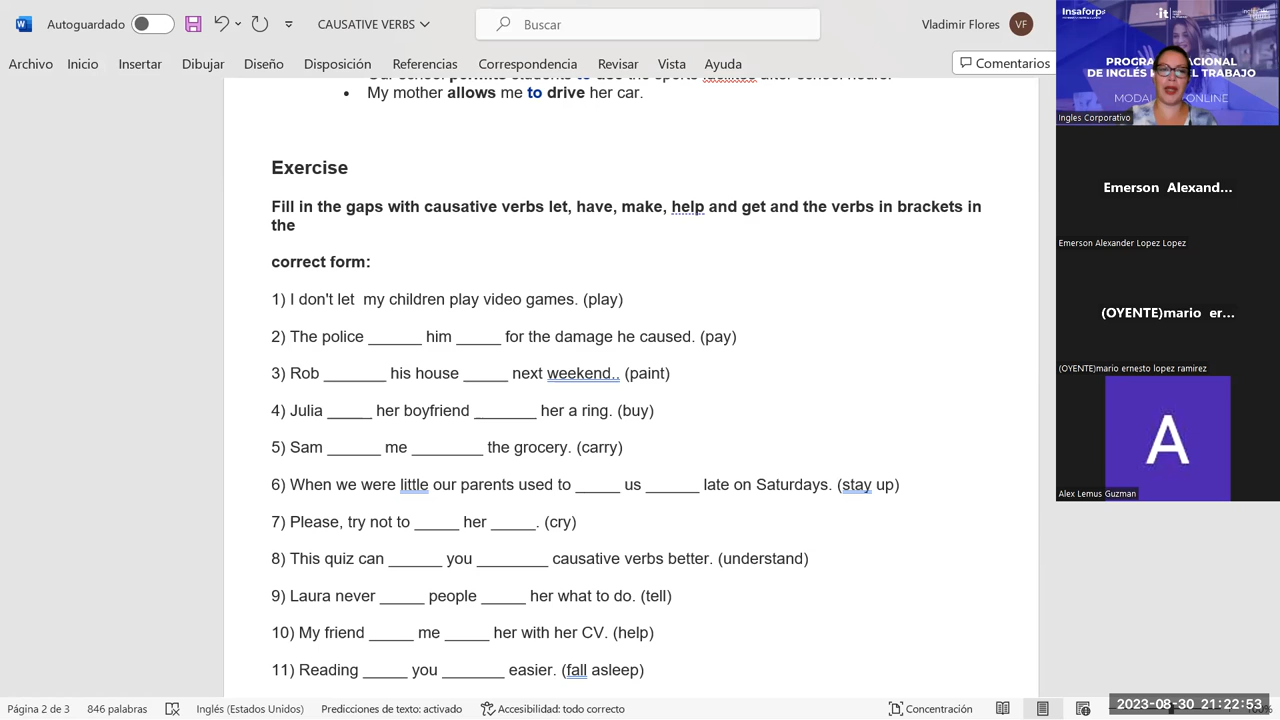 Autoguardado
CAUSATIVE VERBS
Buscar
Vladimir Flores
VF
Archivo Inicio Insertar Dibujar Diseño Disposición Referencias Correspondencia Revisar Vista Ayuda
Comentarios
My mother allows me to drive her car.
Exercise
Fill in the gaps with causative verbs let, have, make, help and get and the verbs in brackets in
the
correct form:
1) I don't let  my children play video games. (play)
2) The police ______ him _____ for the damage he caused. (pay)
3) Rob _______ his house _____ next weekend.. (paint)
4) Julia _____ her boyfriend _______ her a ring. (buy)
5) Sam ______ me ________ the grocery. (carry)
6) When we were little our parents used to _____ us ______ late on Saturdays. (stay up)
7) Please, try not to _____ her _____. (cry)
8) This quiz can ______ you ________ causative verbs better. (understand)
9) Laura never _____ people _____ her what to do. (tell)
10) My friend _____ me _____ her with her CV. (help)
11) Reading _____ you _______ easier. (fall asleep)
Página 2 de 3
846 palabras
Inglés (Estados Unidos)
Predicciones de texto: activado
Accesibilidad: todo correcto
Concentración
2023-08-30 21:22:53
Insaforp
it
DE INGLÉS
TRABAJO
ONLINE
Ingles Corporativo
Emerson Alexand...
Emerson Alexander Lopez Lopez
(OYENTE)mario er...
(OYENTE)mario ernesto lopez ramirez
A
Alex Lemus Guzman